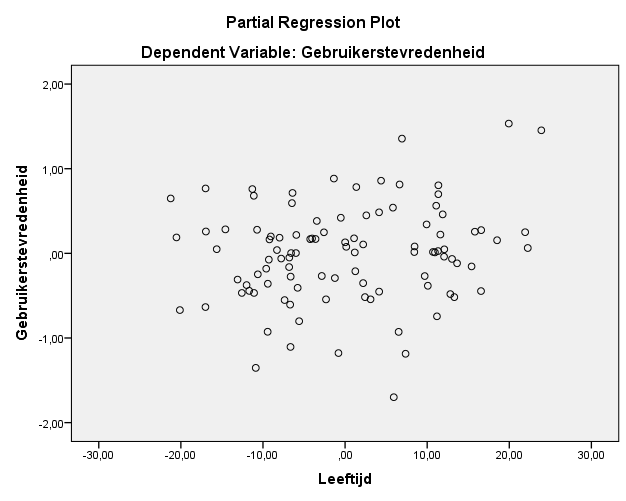 Partial Regression Plot
Dependent Variable: Gebruikerstevredenheid
Gebruikerstevredenheid
2,00
1,00
,00
-1,00
-2,00
-30,00 -20,00 -10,00 ,00 10,00 20,00 30,00
Leeftijd